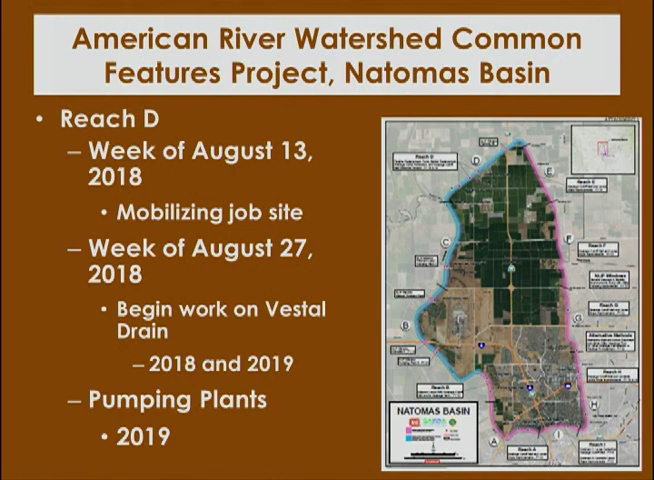 American River Watershed Common
Features Project, Natomas Basin
• Reach D
– Week of August 13,
2018
• Mobilizing job site
– Week of August 27,
2018
• Begin work on Vestal
Drain
– 2018 and 2019
– Pumping Plants
• 2019
D
E
C
F
B
G
H
A
I
NATOMAS BASIN